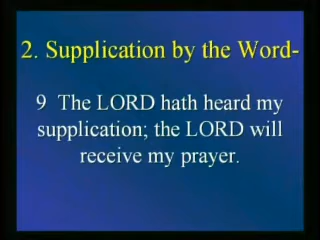 2. Supplication by the Word-
9 The LORD hath heard my
supplication; the LORD will
receive my prayer.